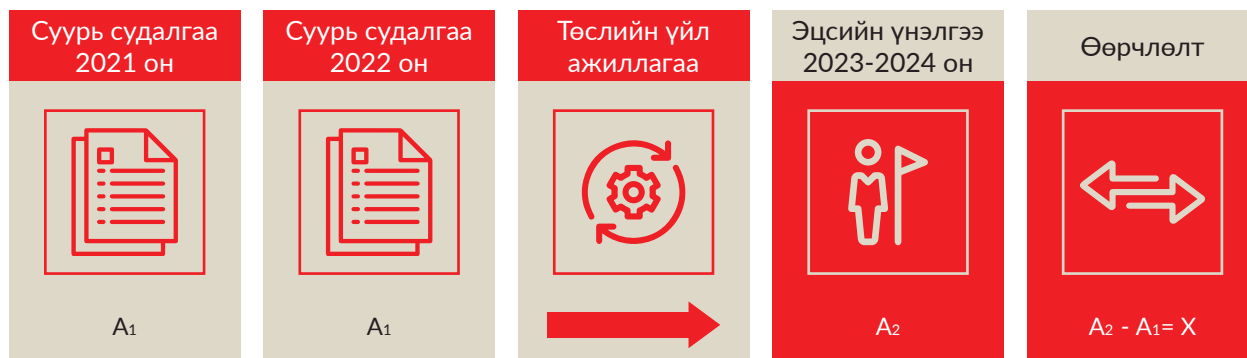 Суурь судалгаа
2021 он
A1
Суурь судалгаа
2022 он
A1
Төслийн үйл
ажиллагаа
Эцсийн үнэлгээ
2023-2024 он
A2
Өөрчлөлт
A2 - A1= X